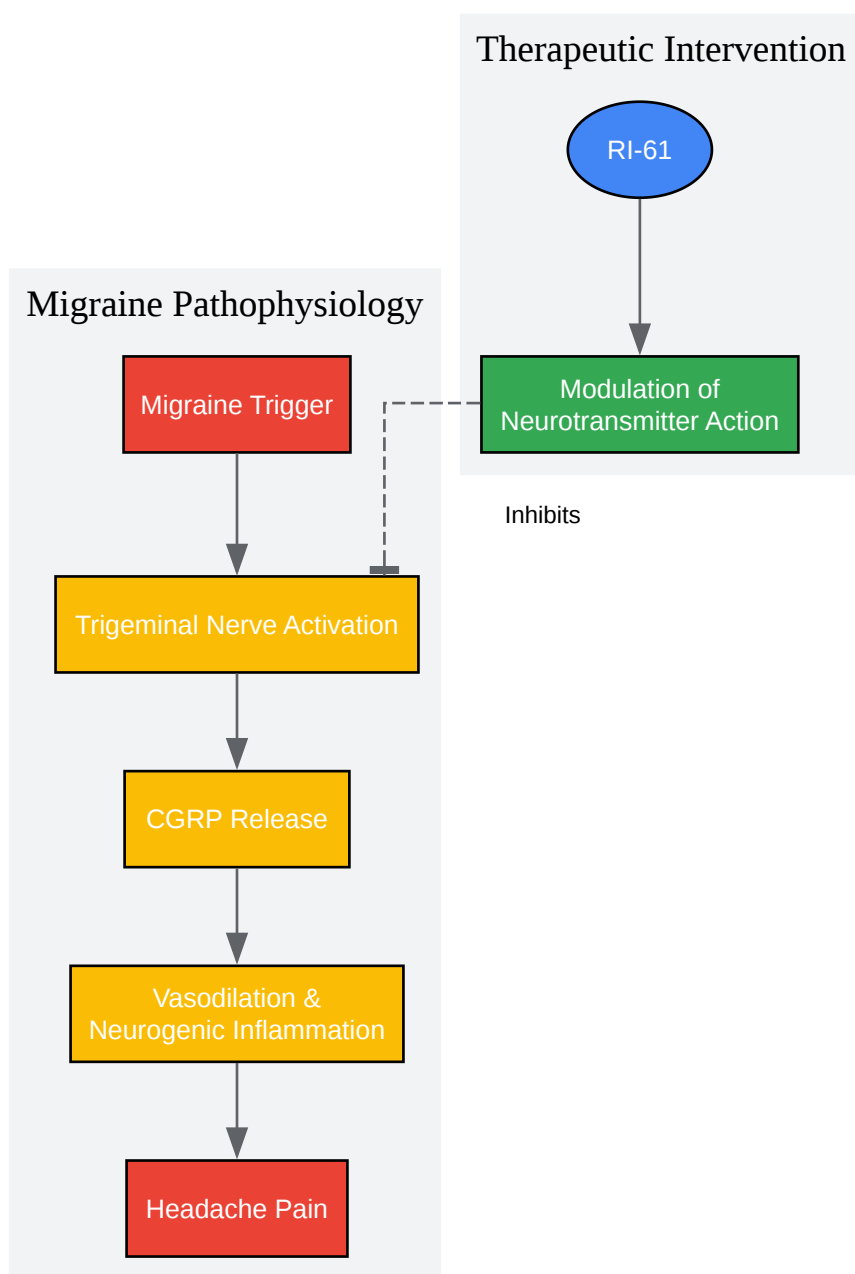 Therapeutic Intervention
RI-61
Modulation of
Neurotransmitter Action
Inhibits
Migraine Pathophysiology
Migraine Trigger
Trigeminal Nerve Activation
CGRP Release
Vasodilation &
Neurogenic Inflammation
Headache Pain